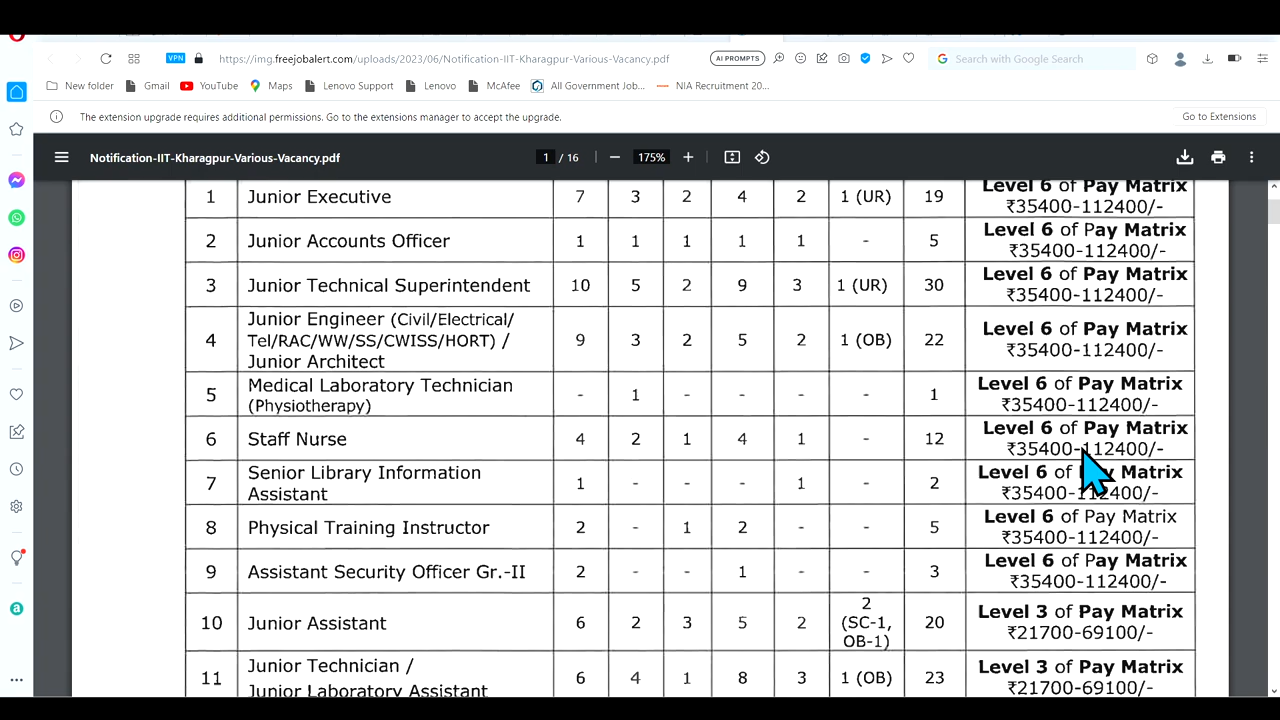 VPN
https://img.freejobalert.com/uploads/2023/06/Notification-IIT-Kharagpur-Various-Vacancy.pdf
AI PROMPTS
G Search with Google Search
New folder Gmail YouTube Maps Lenovo Support Lenovo McAfee All Government Job... NIA Recruitment 20...
The extension upgrade requires additional permissions. Go to the extensions manager to accept the upgrade. Go to Extensions
Notification-IIT-Kharagpur-Various-Vacancy.pdf 1 / 16 — 175% +
1 Junior Executive 7 3 2 4 2 1 (UR) 19 Level 6 of Pay Matrix
₹35400-112400/-
2 Junior Accounts Officer 1 1 1 1 1 - 5 Level 6 of Pay Matrix
₹35400-112400/-
3 Junior Technical Superintendent 10 5 2 9 3 1 (UR) 30 Level 6 of Pay Matrix
₹35400-112400/-
4 Junior Engineer (Civil/Electrical/
Tel/RAC/WW/SS/CWISS/HORT) /
Junior Architect 9 3 2 5 2 1 (OB) 22 Level 6 of Pay Matrix
₹35400-112400/-
5 Medical Laboratory Technician
(Physiotherapy) - 1 - - - - 1 Level 6 of Pay Matrix
₹35400-112400/-
6 Staff Nurse 4 2 1 4 1 - 12 Level 6 of Pay Matrix
₹35400-112400/-
7 Senior Library Information
Assistant 1 - - - 1 - 2 Level 6 of Pay Matrix
₹35400-112400/-
8 Physical Training Instructor 2 - 1 2 - - 5 Level 6 of Pay Matrix
₹35400-112400/-
9 Assistant Security Officer Gr.-II 2 - - 1 - - 3 Level 6 of Pay Matrix
₹35400-112400/-
10 Junior Assistant 6 2 3 5 2 2
(SC-1,
OB-1) 20 Level 3 of Pay Matrix
₹21700-69100/-
11 Junior Technician /
Junior Laboratory Assistant 6 4 1 8 3 1 (OB) 23 Level 3 of Pay Matrix
₹21700-69100/-